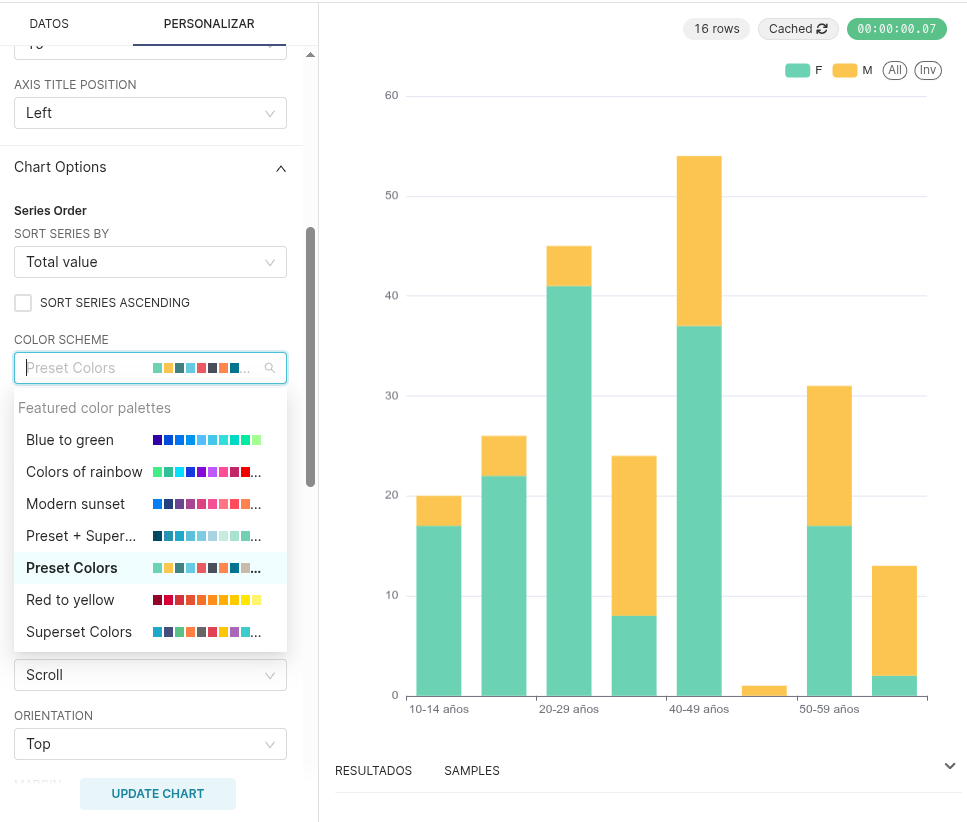 DATOS
PERSONALIZAR
AXIS TITLE POSITION
Left
Chart Options
Series Order
SORT SERIES BY
Total value
SORT SERIES ASCENDING
COLOR SCHEME
Preset Colors ...
Featured color palettes
Blue to green
Colors of rainbow ...
Modern sunset ...
Preset + Super... ...
Preset Colors ...
Red to yellow
Superset Colors ...
Scroll
ORIENTATION
Top
UPDATE CHART
16 rows
Cached
00:00:00.07
F M All Inv
60
50
40
30
20
10
0
10-14 años 20-29 años 40-49 años 50-59 años
RESULTADOS
SAMPLES